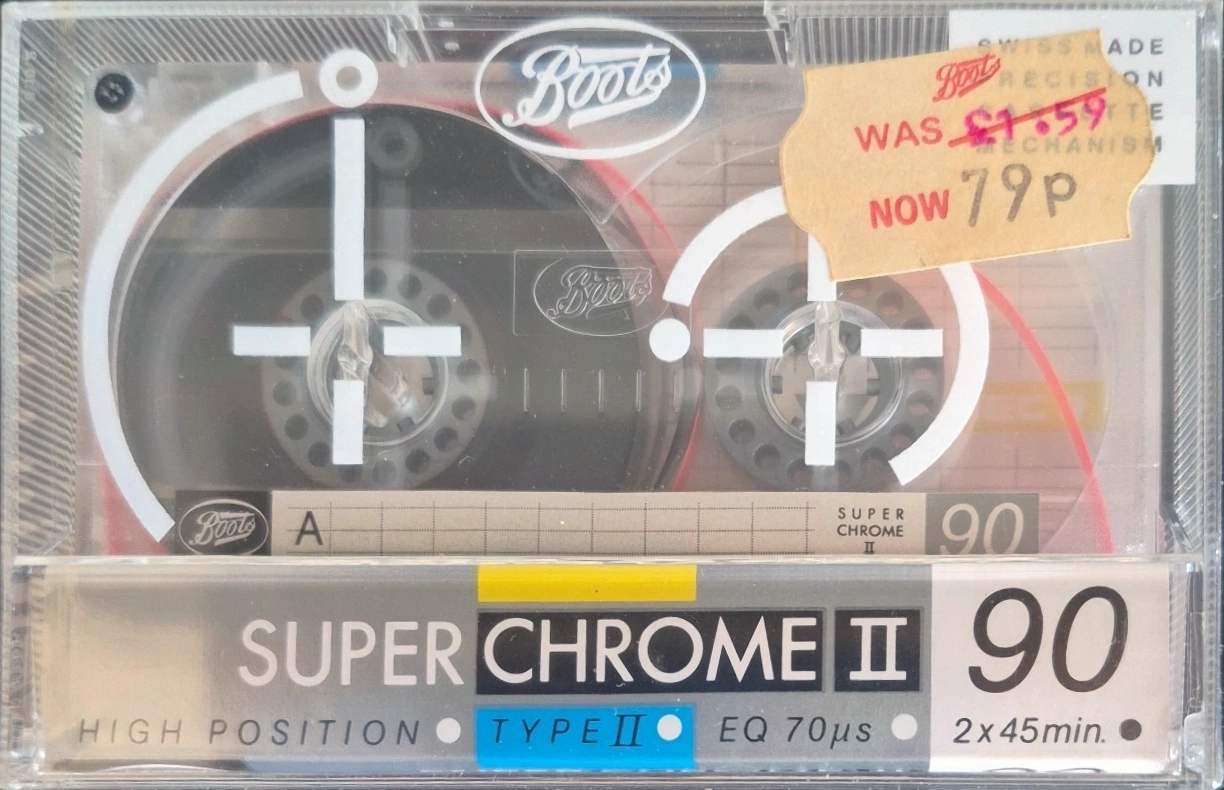 Boots
SWISS MADE
PRECISION
CASSETTE
MECHANISM
Boots
WAS £1.59
NOW 79p
Boots
Boots
A
SUPER
CHROME
II
90
SUPER CHROME II
90
HIGH POSITION
TYPE II
EQ 70µs
2x45min.